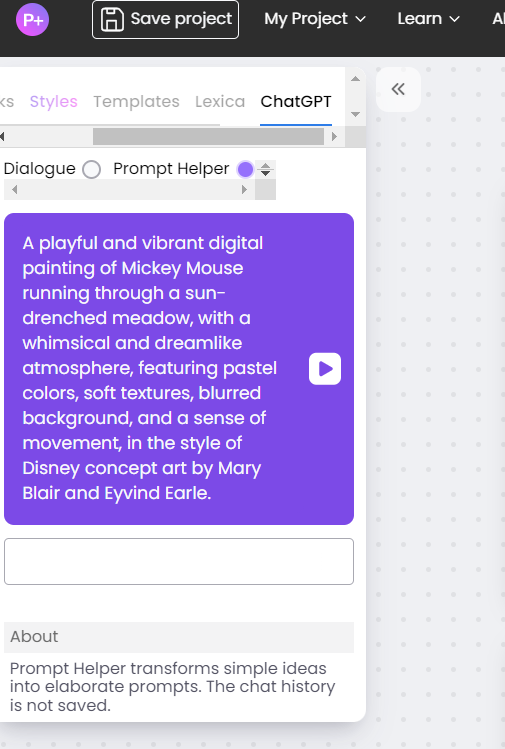 P+ Save project My Project Learn
ks Styles Templates Lexica ChatGPT
Dialogue Prompt Helper
A playful and vibrant digital
painting of Mickey Mouse
running through a sun-
drenched meadow, with a
whimsical and dreamlike
atmosphere, featuring pastel
colors, soft textures, blurred
background, and a sense of
movement, in the style of
Disney concept art by Mary
Blair and Eyvind Earle.
About
Prompt Helper transforms simple ideas
into elaborate prompts. The chat history
is not saved.